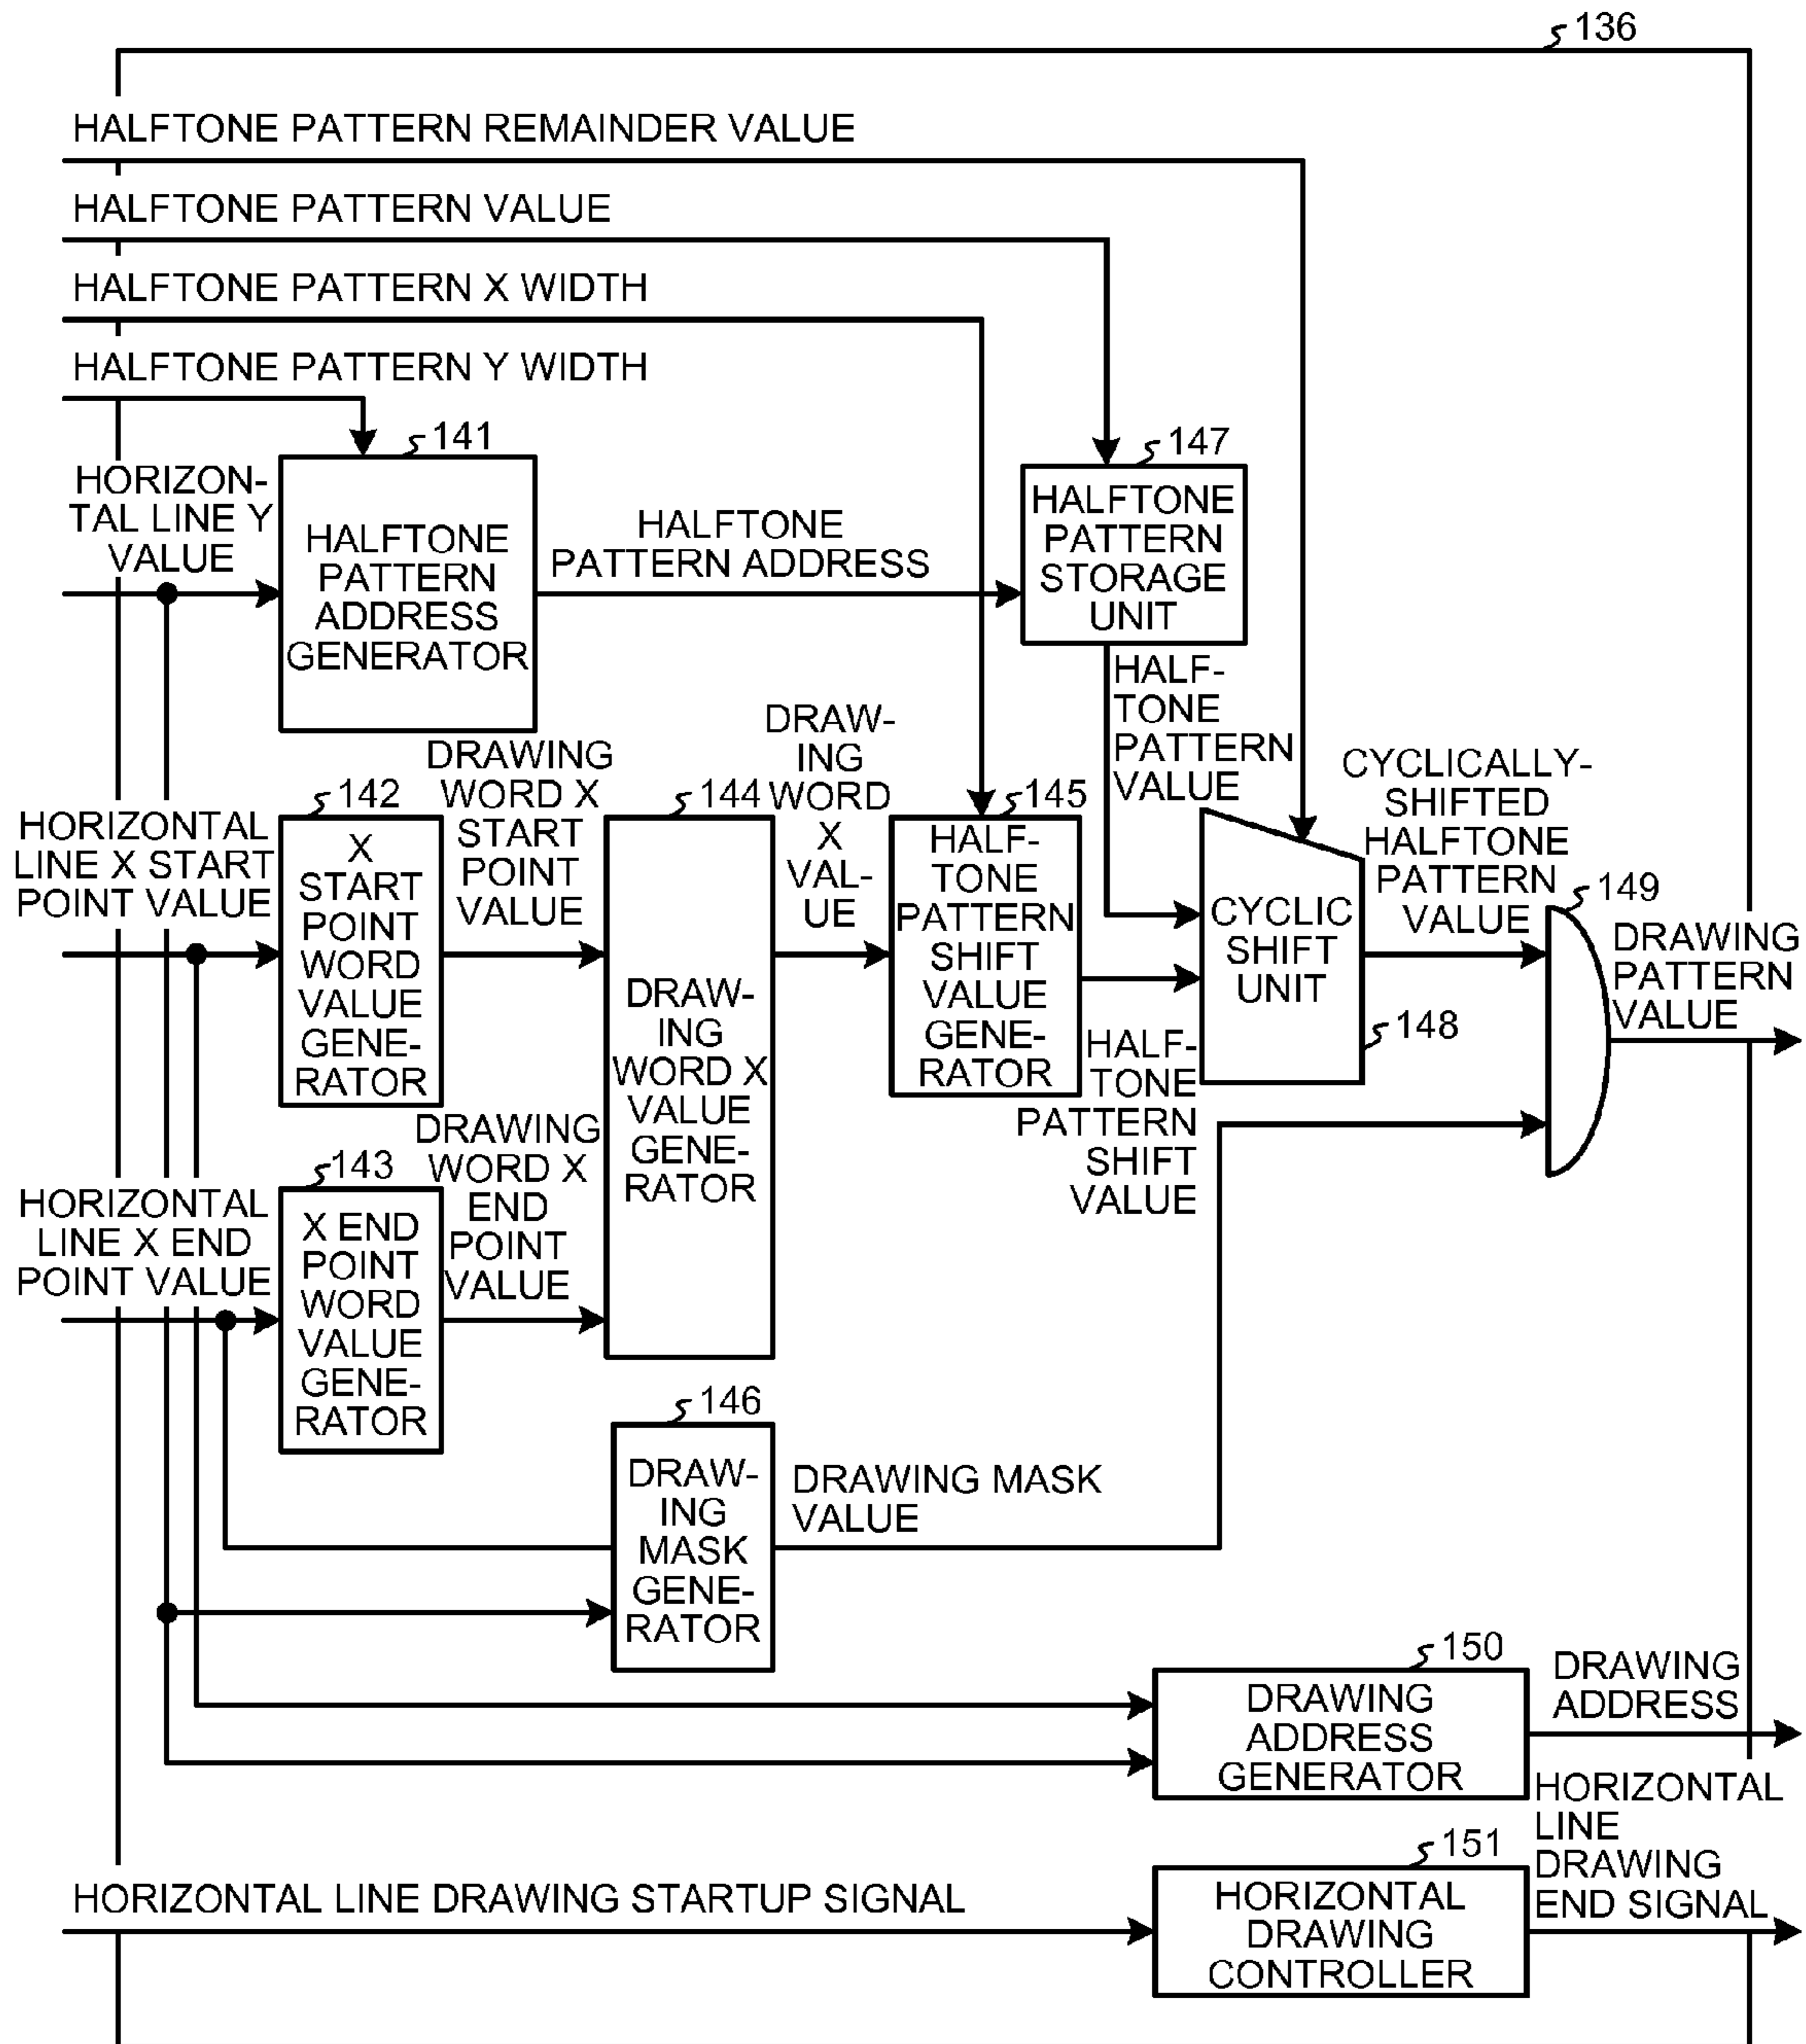 136
HALFTONE PATTERN REMAINDER VALUE
HALFTONE PATTERN VALUE
HALFTONE PATTERN X WIDTH
HALFTONE PATTERN Y WIDTH
141
147
HORIZON-
TAL LINE Y
VALUE
HALFTONE
PATTERN
ADDRESS
GENERATOR
HALFTONE
PATTERN ADDRESS
HALFTONE
PATTERN
STORAGE
UNIT
HALF-
TONE
PATTERN
VALUE
HORIZONTAL
LINE X START
POINT VALUE
142
X
START
POINT
WORD
VALUE
GENE-
RATOR
DRAWING
WORD X
START
POINT
VALUE
144
DRAW-
ING
WORD X
VALUE
GENE-
RATOR
DRAW-
ING
WORD
X
VAL-
UE
145
HALF-
TONE
PATTERN
SHIFT
VALUE
GENE-
RATOR
HALF-
TONE
PATTERN
SHIFT
VALUE
CYCLIC
SHIFT
UNIT
148
CYCLICALLY-
SHIFTED
HALFTONE
PATTERN
VALUE
149
DRAWING
PATTERN
VALUE
HORIZONTAL
LINE X END
POINT VALUE
143
X END
POINT
WORD
VALUE
GENE-
RATOR
DRAWING
WORD X
END
POINT
VALUE
146
DRAW-
ING
MASK
GENE-
RATOR
DRAWING MASK
VALUE
150
DRAWING
ADDRESS
GENERATOR
DRAWING
ADDRESS
HORIZONTAL LINE DRAWING STARTUP SIGNAL
151
HORIZONTAL
DRAWING
CONTROLLER
HORIZONTAL
LINE
DRAWING
END SIGNAL